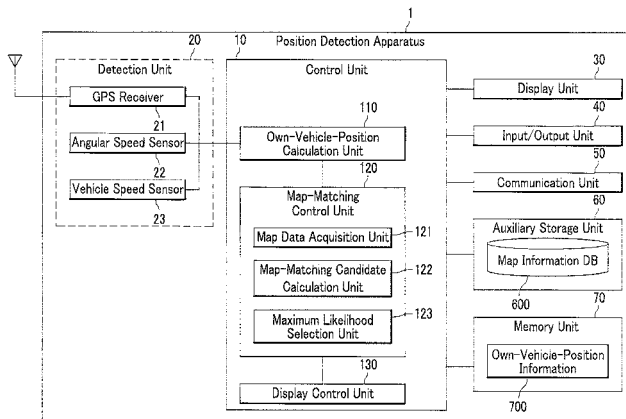 1
Position Detection Apparatus
20
Detection Unit
GPS Receiver
21
Angular Speed Sensor
22
Vehicle Speed Sensor
23
10
Control Unit
110
Own-Vehicle-Position
Calculation Unit
120
Map-Matching
Control Unit
Map Data Acquisition Unit
121
Map-Matching Candidate
Calculation Unit
122
Maximum Likelihood
Selection Unit
123
130
Display Control Unit
30
Display Unit
40
Input/Output Unit
50
Communication Unit
60
Auxiliary Storage Unit
Map Information DB
600
70
Memory Unit
Own-Vehicle-Position
Information
700